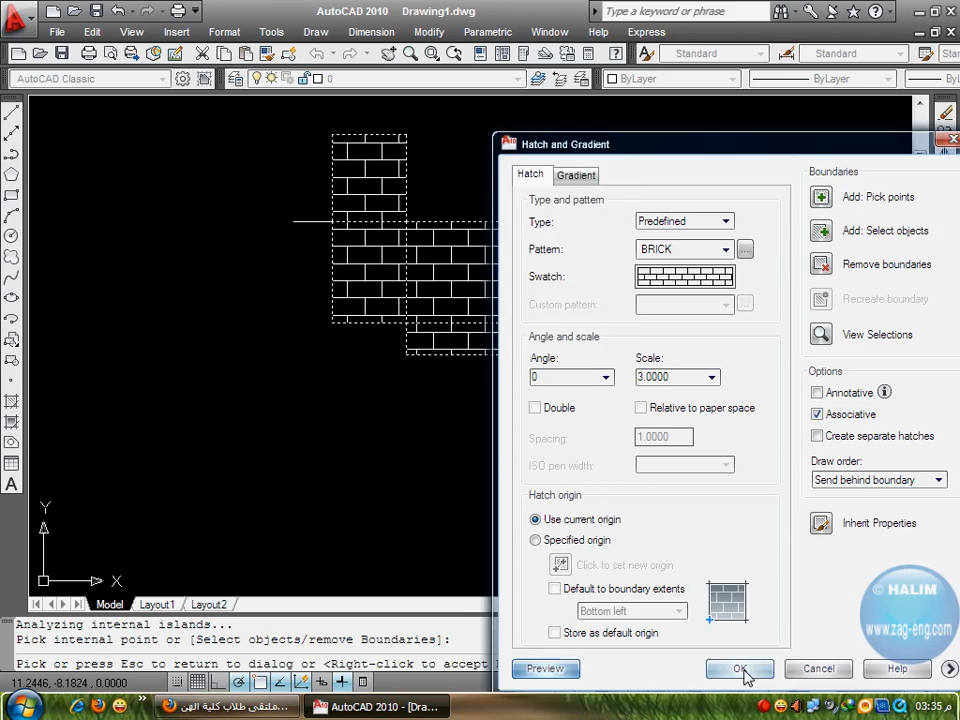 AutoCAD 2010 Drawing1.dwg
Type a keyword or phrase
File Edit View Insert Format Tools Draw Dimension Modify Parametric Window Help Express
Standard
Standard
AutoCAD Classic
0
ByLayer
ByLayer
Hatch and Gradient
Hatch
Gradient
Type and pattern
Type:
Predefined
Pattern:
BRICK
...
Swatch:
Custom pattern:
...
Angle and scale
Angle:
Scale:
0
3.0000
Double
Relative to paper space
Spacing:
1.0000
ISO pen width:
Hatch origin
Use current origin
Specified origin
Click to set new origin
Default to boundary extents
Bottom left
Store as default origin
Boundaries
Add: Pick points
Add: Select objects
Remove boundaries
Recreate boundary
View Selections
Options
Annotative
Associative
Create separate hatches
Draw order:
Send behind boundary
Inherit Properties
Preview
OK
Cancel
Help
A
Y
X
Model
Layout1
Layout2
Analyzing internal islands...
Pick internal point or [Select objects/remove Boundaries]:
Pick or press Esc to return to dialog or <Right-click to accept
11.2446, -8.1824, 0.0000
© HALIM
www.zag-eng.com
...ملتقى طلاب كلية الهن
AutoCAD 2010 - [Dra...
03:35 م